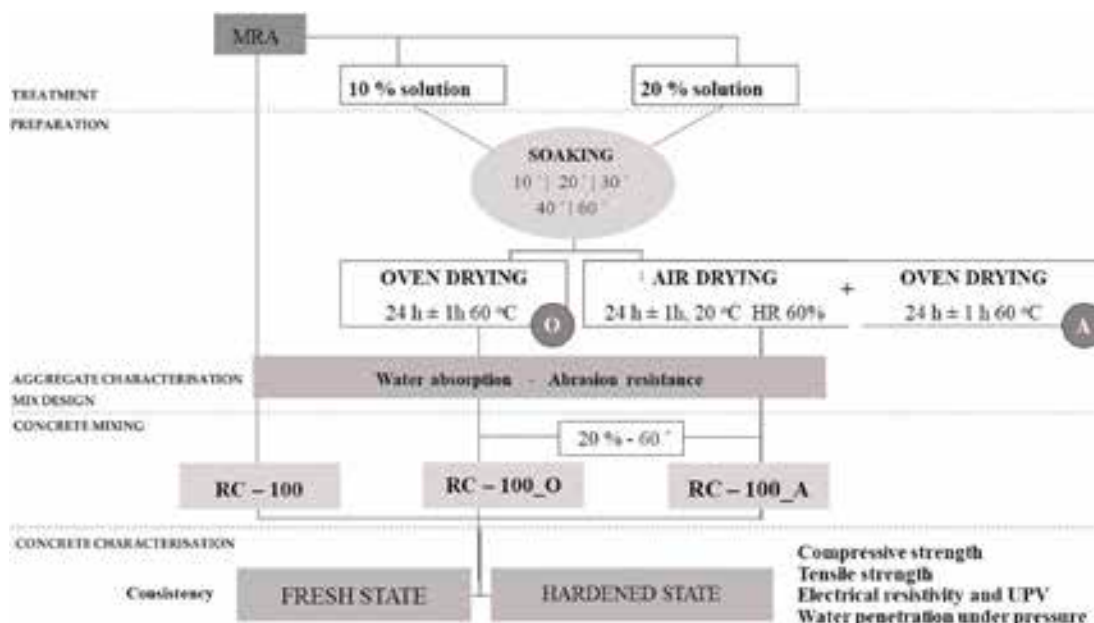 MRA
10 % solution
20 % solution
TREATMENT
PREPARATION
SOAKING
10 ´| 20 ´| 30 ´
40 ´| 60 ´
OVEN DRYING
24 h ± 1h 60 ºC
O
AIR DRYING
24 h ± 1h, 20 ºC HR 60%
+
OVEN DRYING
24 h ± 1 h 60 ºC
A
AGGREGATE CHARACTERISATION
Water absorption - Abrasion resistance
MIX DESIGN
CONCRETE MIXING
20 % - 60 ´
RC – 100
RC – 100_O
RC – 100_A
CONCRETE CHARACTERISATION
Consistency
FRESH STATE
HARDENED STATE
Compressive strength
Tensile strength
Electrical resistivity and UPV
Water penetration under pressure